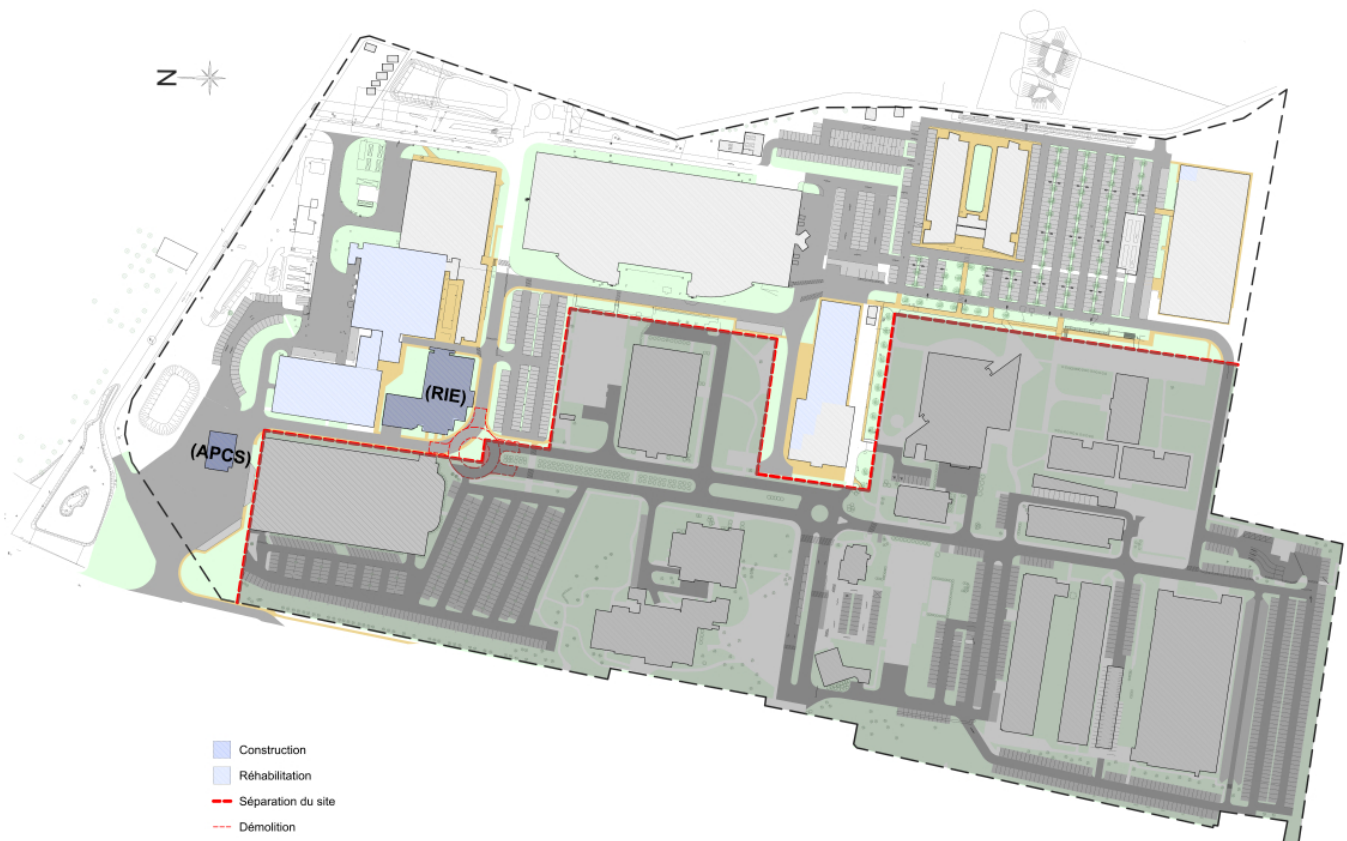 N
(RIE)
(APCS)
Construction
Réhabilitation
Séparation du site
Démolition